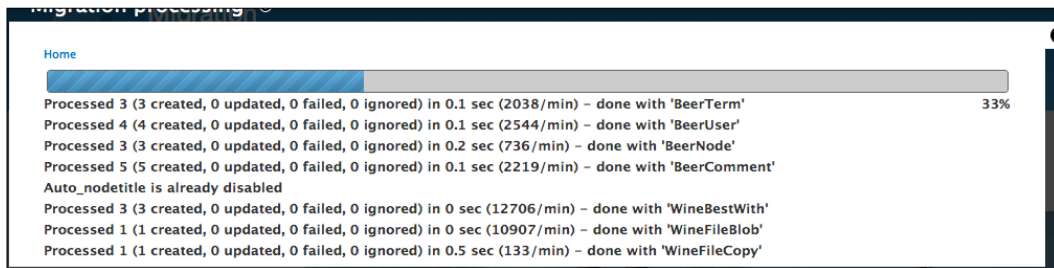 Migration processing
Home
Processed 3 (3 created, 0 updated, 0 failed, 0 ignored) in 0.1 sec (2038/min) – done with 'BeerTerm' 33%
Processed 4 (4 created, 0 updated, 0 failed, 0 ignored) in 0.1 sec (2544/min) – done with 'BeerUser'
Processed 3 (3 created, 0 updated, 0 failed, 0 ignored) in 0.2 sec (736/min) – done with 'BeerNode'
Processed 5 (5 created, 0 updated, 0 failed, 0 ignored) in 0.1 sec (2219/min) – done with 'BeerComment'
Auto_nodetitle is already disabled
Processed 3 (3 created, 0 updated, 0 failed, 0 ignored) in 0 sec (12706/min) – done with 'WineBestWith'
Processed 1 (1 created, 0 updated, 0 failed, 0 ignored) in 0 sec (10907/min) – done with 'WineFileBlob'
Processed 1 (1 created, 0 updated, 0 failed, 0 ignored) in 0.5 sec (133/min) – done with 'WineFileCopy'